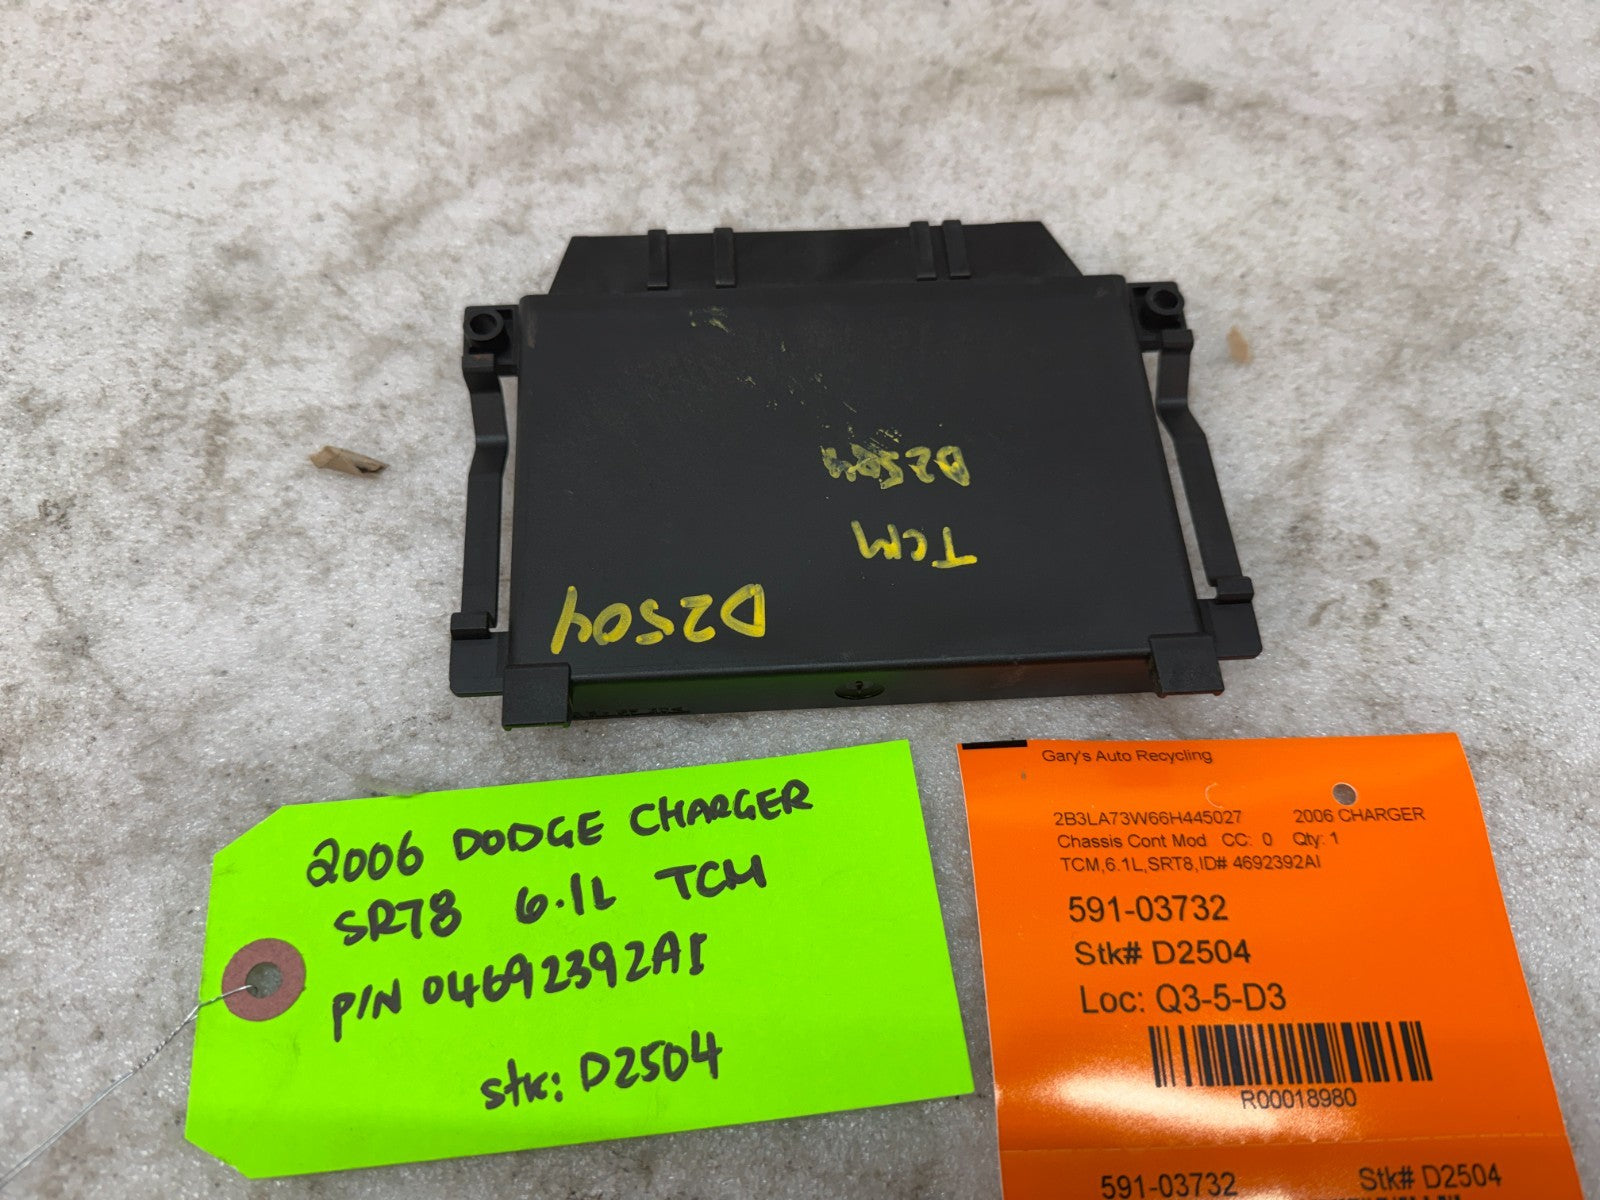 D2504
TCM
D2504
2006 DODGE CHARGER
SRT8 6.1L TCM
P/N 04692392AI
stk: D2504
Gary's Auto Recycling
2B3LA73W66H445027 2006 CHARGER
Chassis Cont Mod CC: 0 Qty: 1
TCM,6.1L,SRT8,ID# 4692392AI
591-03732
Stk# D2504
Loc: Q3-5-D3
R00018980
591-03732 Stk# D2504